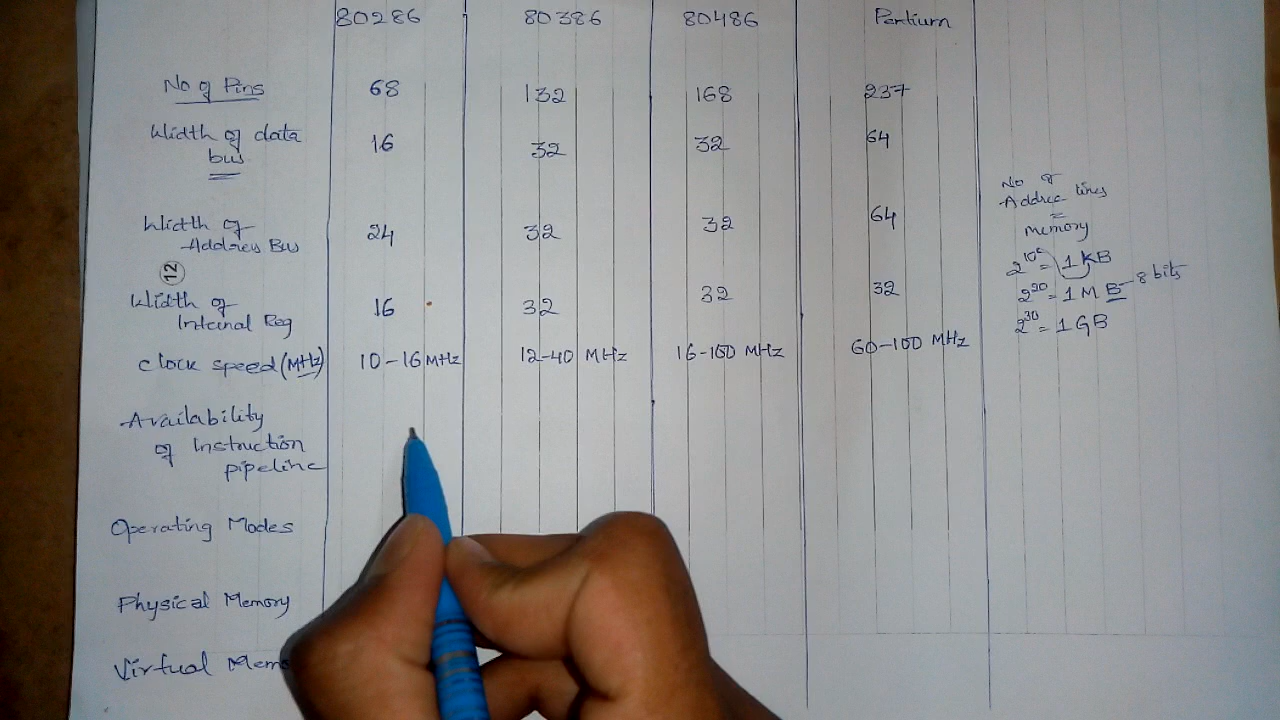 80286 80386 80486 Pentium
No of Pins 68 132 168 237
Width of data bus 16 32 32 64
Width of Address Bus 24 32 32 64
12
Width of Internal Reg 16 32 32 32
Clock speed (MHz) 10-16 MHz 12-40 MHz 16-100 MHz 60-100 MHz
Availability
of Instruction
pipeline
Operating Modes
Physical Memory
Virtual Mem
No of
Address lines
=
Memory
2^10 = 1 KB
2^20 = 1 MB - 8 bits
2^30 = 1 GB